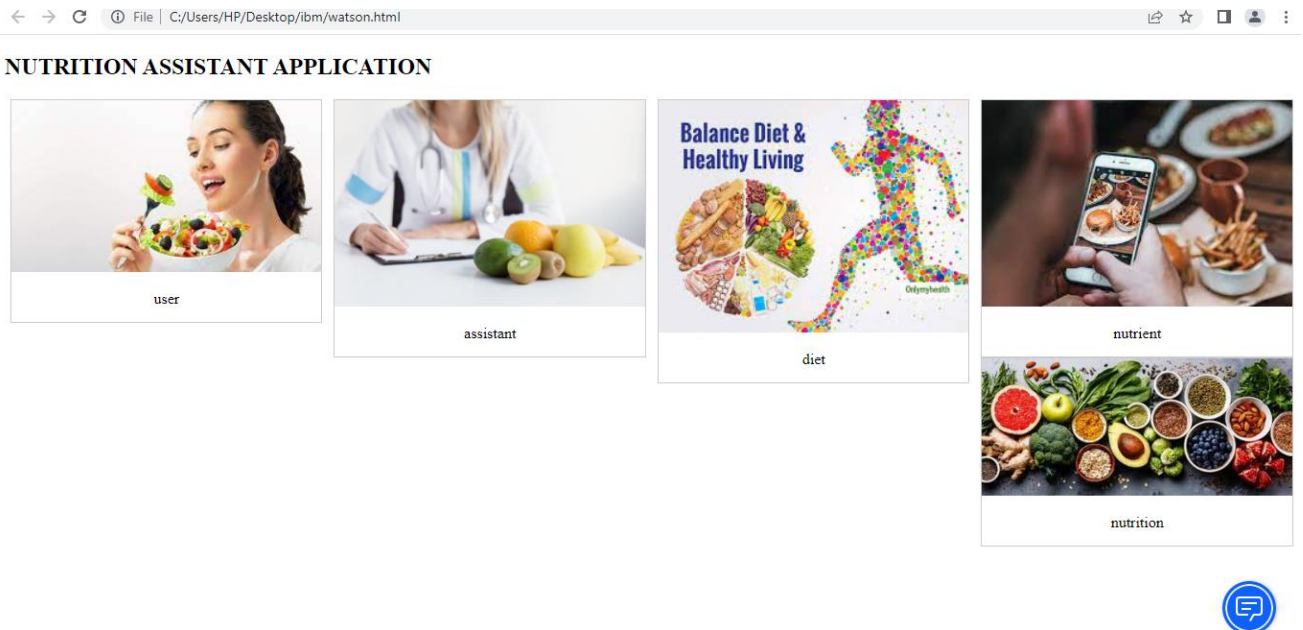 File
C:/Users/HP/Desktop/ibm/watson.html
NUTRITION ASSISTANT APPLICATION
user
assistant
Balance Diet &
Healthy Living
Onlymyhealth
diet
nutrient
nutrition